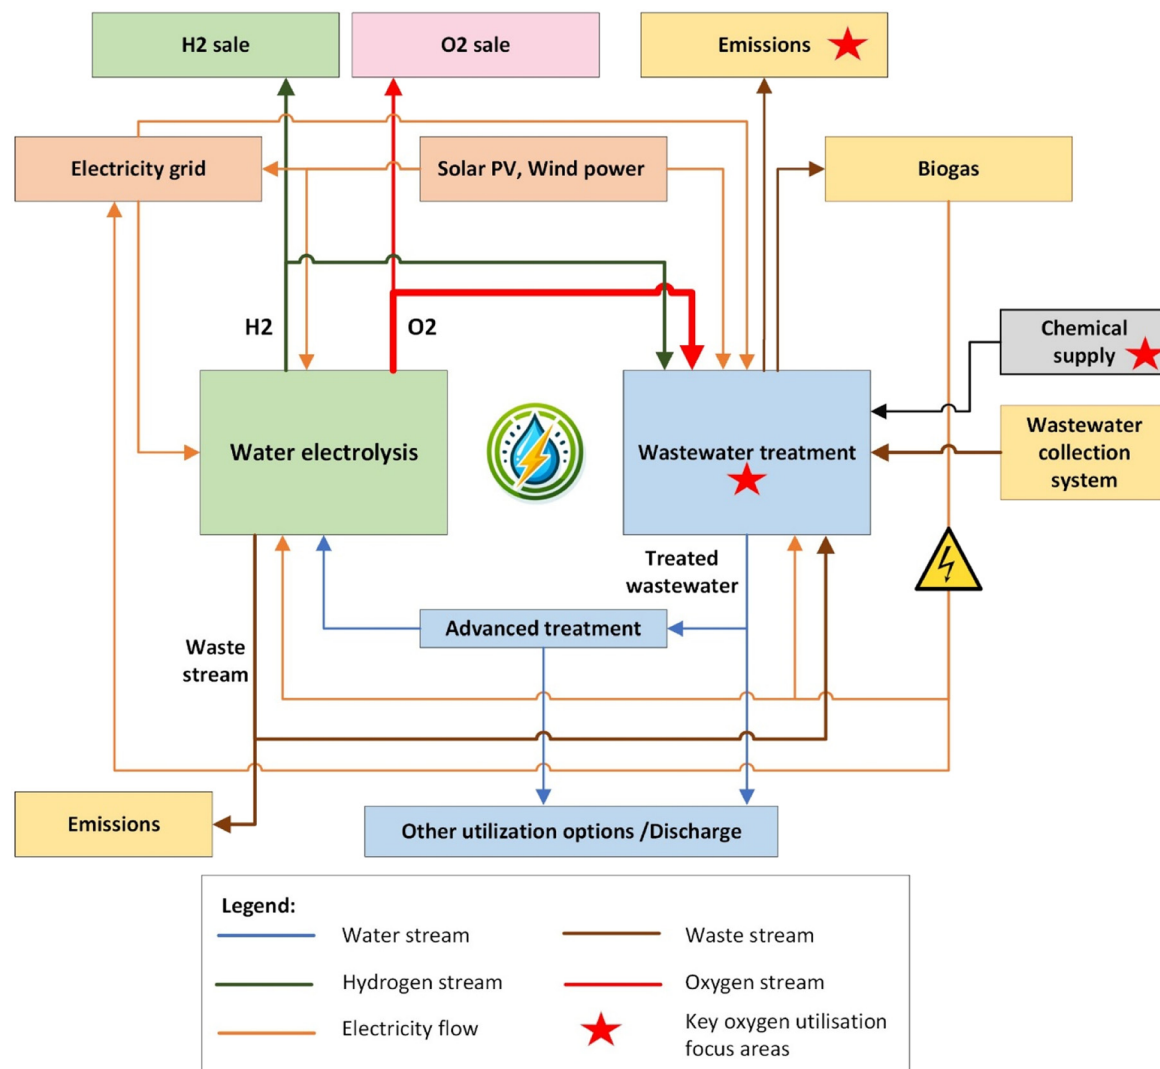 H2 sale
O2 sale
Emissions
Electricity grid
Solar PV, Wind power
Biogas
H2
O2
Chemical
supply
Water electrolysis
Wastewater treatment
Wastewater
collection
system
Treated
wastewater
Advanced treatment
Waste
stream
Emissions
Other utilization options /Discharge
Legend:
Water stream
Waste stream
Hydrogen stream
Oxygen stream
Electricity flow
Key oxygen utilisation
focus areas